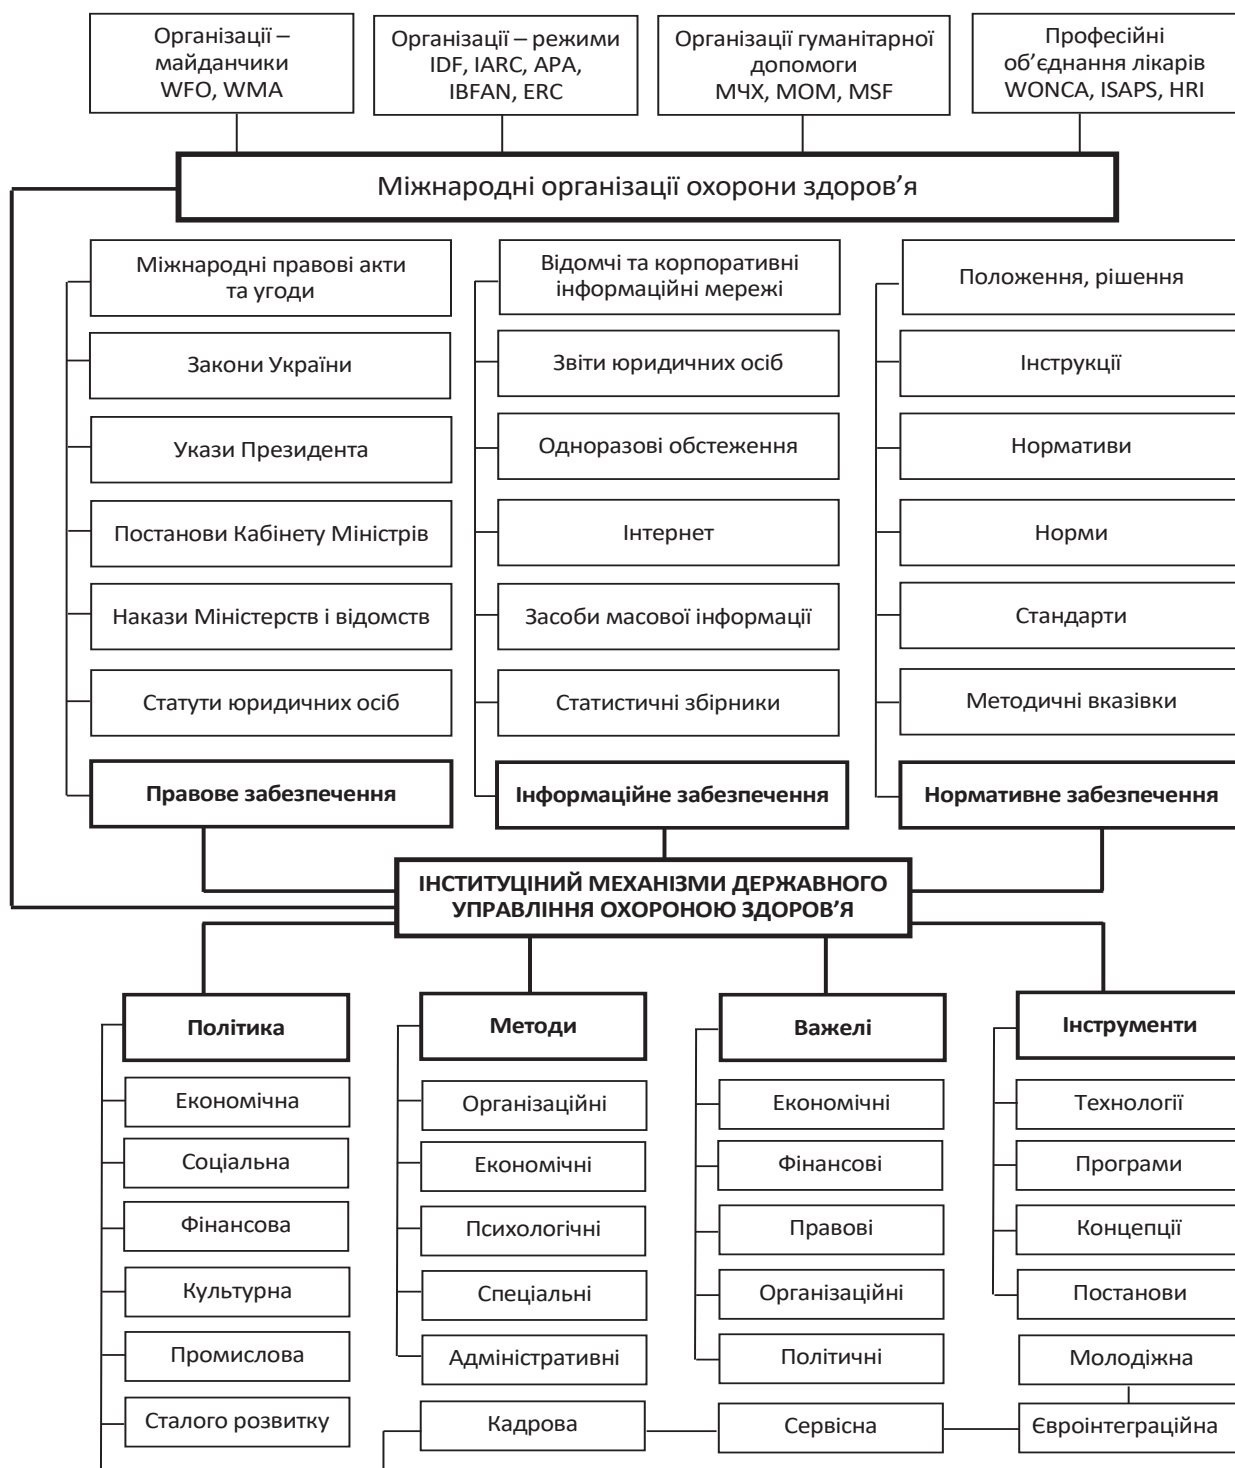 Організації –
майданчики
WFO, WMA
Організації – режими
IDF, IARC, APA,
IBFAN, ERC
Організації гуманітарної
допомоги
МЧХ, МОМ, MSF
Професійні
об’єднання лікарів
WONCA, ISAPS, HRI
Міжнародні організації охорони здоров’я
Міжнародні правові акти
та угоди
Закони України
Укази Президента
Постанови Кабінету Міністрів
Накази Міністерств і відомств
Статути юридичних осіб
Правове забезпечення
Відомчі та корпоративні
інформаційні мережі
Звіти юридичних осіб
Одноразові обстеження
Інтернет
Засоби масової інформації
Статистичні збірники
Інформаційне забезпечення
Положення, рішення
Інструкції
Нормативи
Норми
Стандарти
Методичні вказівки
Нормативне забезпечення
ІНСТИТУЦІНИЙ МЕХАНІЗМИ ДЕРЖАВНОГО
УПРАВЛІННЯ ОХОРОНОЮ ЗДОРОВ’Я
Політика
Економічна
Соціальна
Фінансова
Культурна
Промислова
Сталого розвитку
Методи
Організаційні
Економічні
Психологічні
Спеціальні
Адміністративні
Важелі
Економічні
Фінансові
Правові
Організаційні
Політичні
Інструменти
Технології
Програми
Концепції
Постанови
Молодіжна
Кадрова
Сервісна
Євроінтеграційна